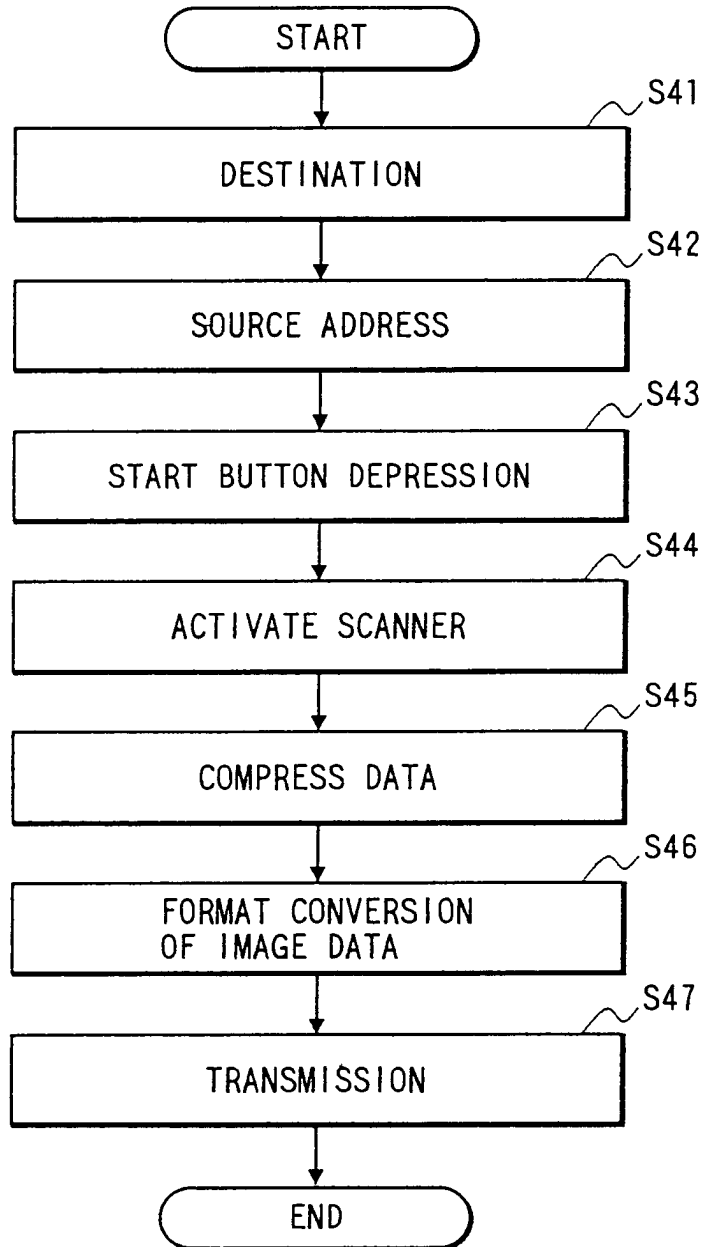 START
S41
DESTINATION
S42
SOURCE ADDRESS
S43
START BUTTON DEPRESSION
S44
ACTIVATE SCANNER
S45
COMPRESS DATA
S46
FORMAT CONVERSION
OF IMAGE DATA
S47
TRANSMISSION
END